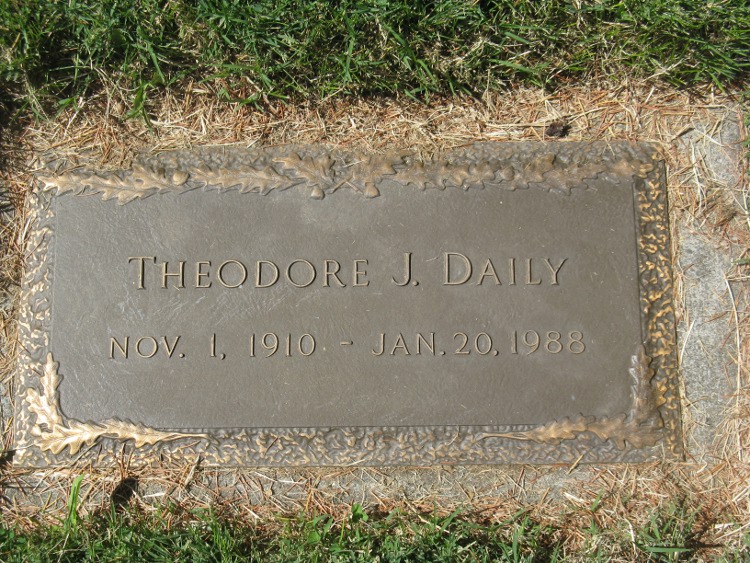 THEODORE J. DAILY
NOV. 1, 1910 - JAN. 20, 1988